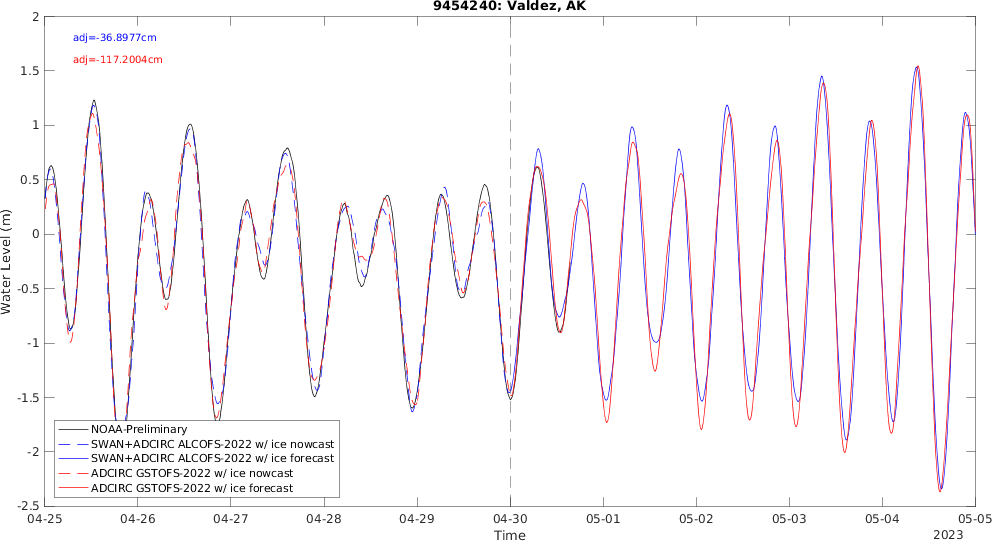 9454240: Valdez, AK
adj=-36.8977cm
adj=-117.2004cm
Water Level (m)
2
1.5
1
0.5
0
-0.5
-1
-1.5
-2
-2.5
NOAA-Preliminary
SWAN+ADCIRC ALCOFS-2022 w/ ice nowcast
SWAN+ADCIRC ALCOFS-2022 w/ ice forecast
ADCIRC GSTOFS-2022 w/ ice nowcast
ADCIRC GSTOFS-2022 w/ ice forecast
04-25 04-26 04-27 04-28 04-29 04-30 05-01 05-02 05-03 05-04 05-05
Time
2023